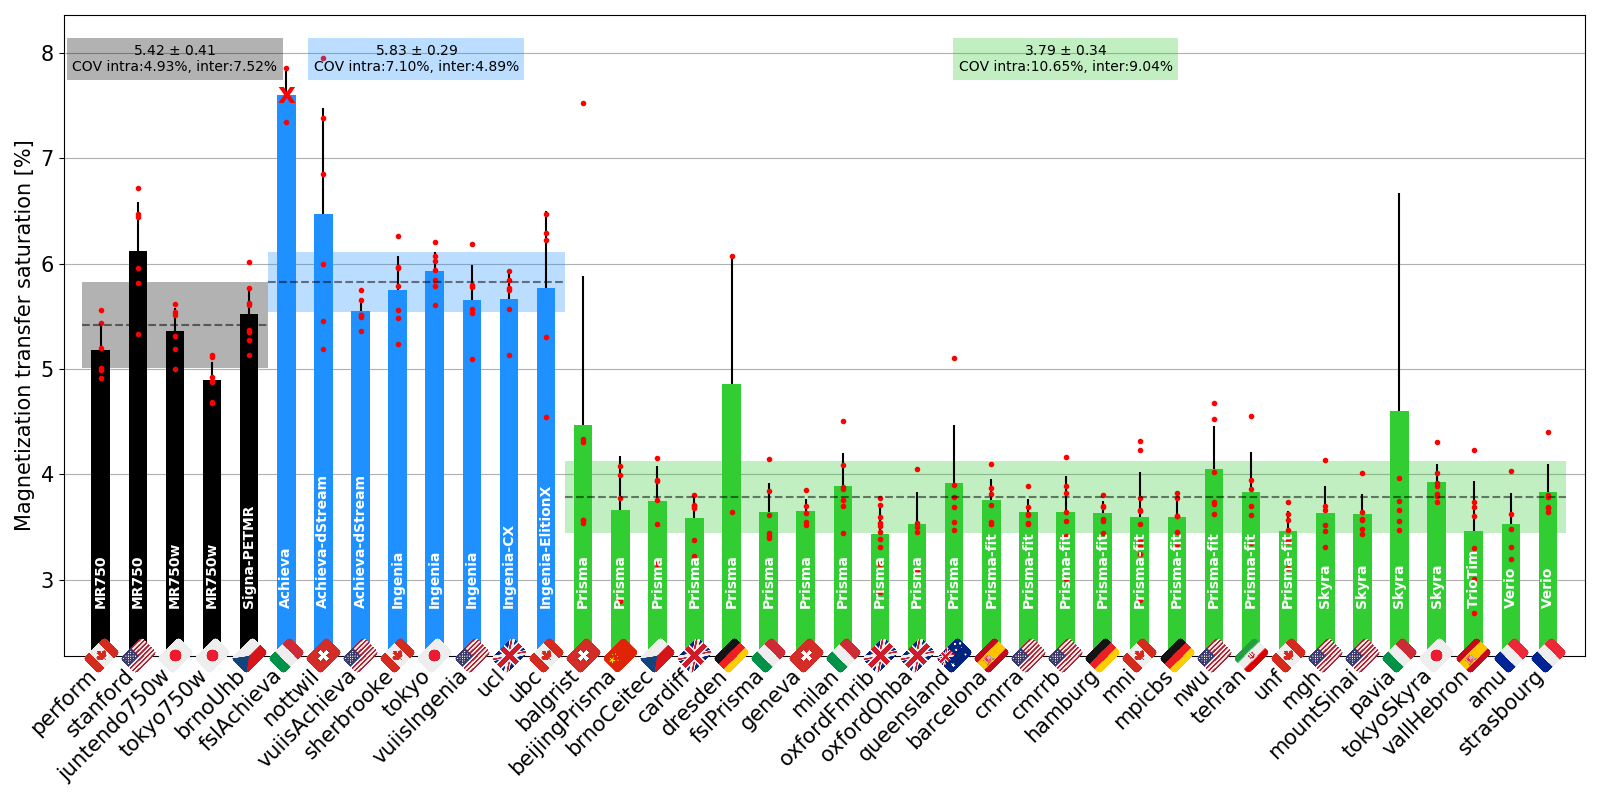 5.42 ± 0.41
COV intra:4.93%, inter:7.52%
5.83 ± 0.29
COV intra:7.10%, inter:4.89%
3.79 ± 0.34
COV intra:10.65%, inter:9.04%
Magnetization transfer saturation [%]
8
7
6
5
4
3
X
MR750
MR750
MR750w
MR750w
Signa-PETMR
Achieva
Achieva-dStream
Achieva-dStream
Ingenia
Ingenia
Ingenia
Ingenia-CX
Ingenia-ElitionX
Prisma
Prisma
Prisma
Prisma
Prisma
Prisma
Prisma
Prisma
Prisma
Prisma
Prisma
Prisma-fit
Prisma-fit
Prisma-fit
Prisma-fit
Prisma-fit
Prisma-fit
Prisma-fit
Prisma-fit
Prisma-fit
Skyra
Skyra
Skyra
Skyra
TrioTim
Verio
Verio
perform
stanford
juntendo750w
tokyo750w
brnoUhb
fslAchieva
nottwil
vuiisAchieva
sherbrooke
tokyo
vuiisIngenia
ucl
ubc
balgrist
beijingPrisma
brnoCeitec
cardiff
dresden
fslPrisma
geneva
milan
oxfordFmrib
oxfordOhba
queensland
barcelona
cmrra
cmrrb
hamburg
mni
mpicbs
nwu
tehran
unf
mgh
mountSinai
pavia
tokyoSkyra
vallHebron
amu
strasbourg